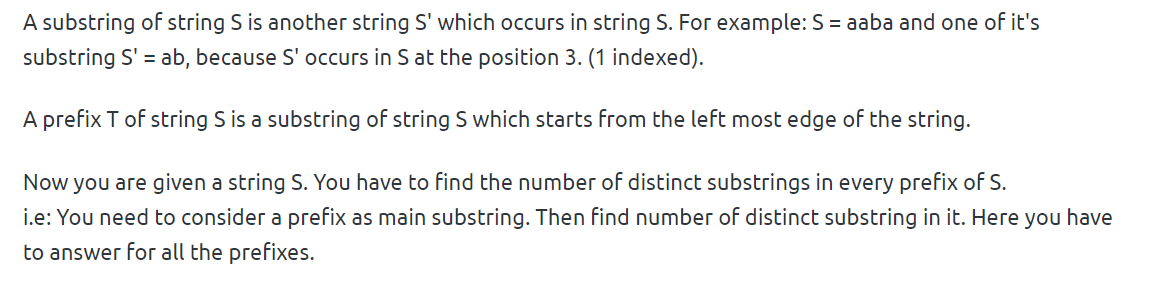 A substring of string S is another string S' which occurs in string S. For example: S = aaba and one of it's
substring S' = ab, because S' occurs in S at the position 3. (1 indexed).
A prefix T of string S is a substring of string S which starts from the left most edge of the string.
Now you are given a string S. You have to find the number of distinct substrings in every prefix of S.
i.e: You need to consider a prefix as main substring. Then find number of distinct substring in it. Here you have
to answer for all the prefixes.